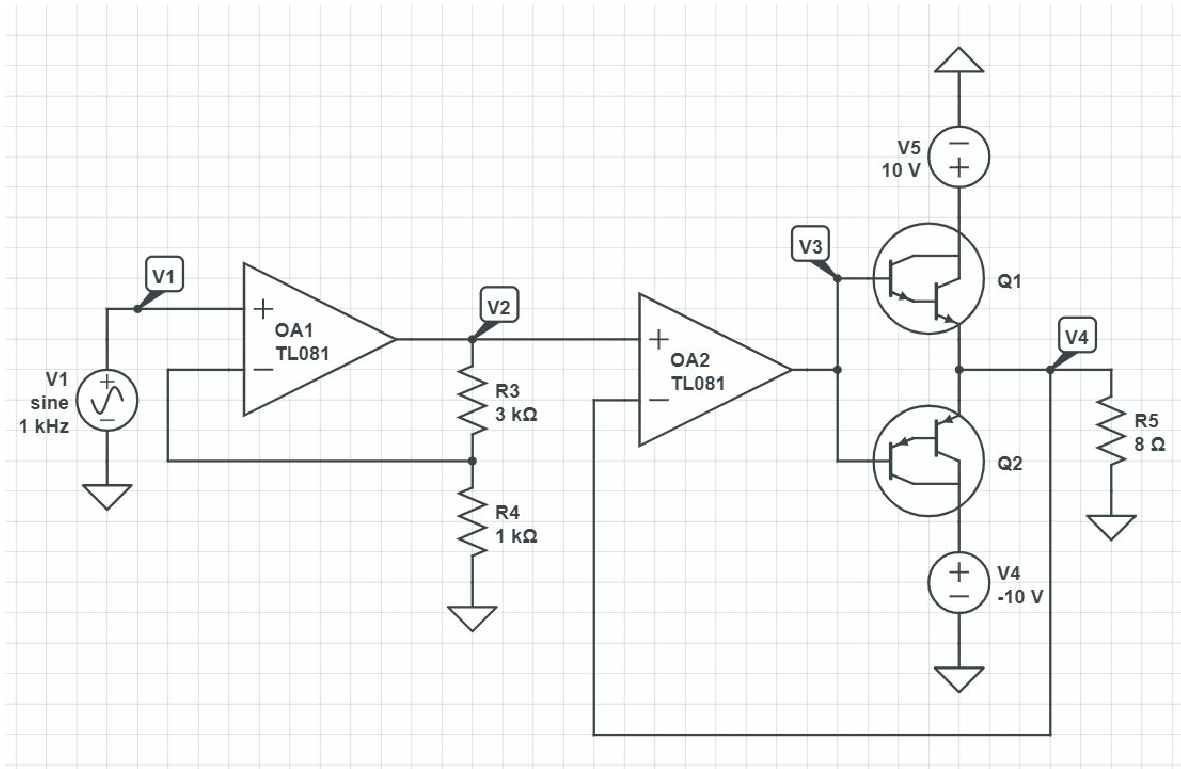 V5
10 V
V3
Q1
V1
OA1
TL081
V2
OA2
TL081
V4
V1
sine
1 kHz
R3
3 kΩ
R5
8 Ω
Q2
R4
1 kΩ
V4
-10 V